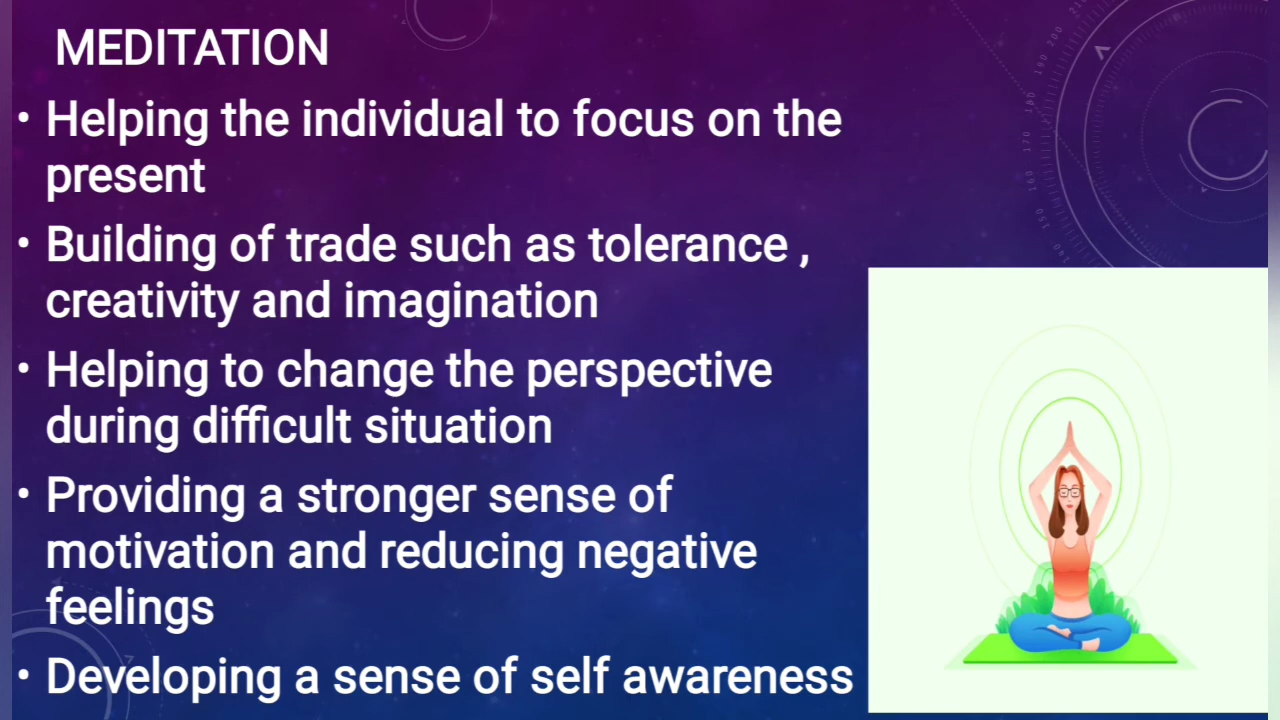 MEDITATION
• Helping the individual to focus on the
present
• Building of trade such as tolerance ,
creativity and imagination
• Helping to change the perspective
during difficult situation
• Providing a stronger sense of
motivation and reducing negative
feelings
• Developing a sense of self awareness